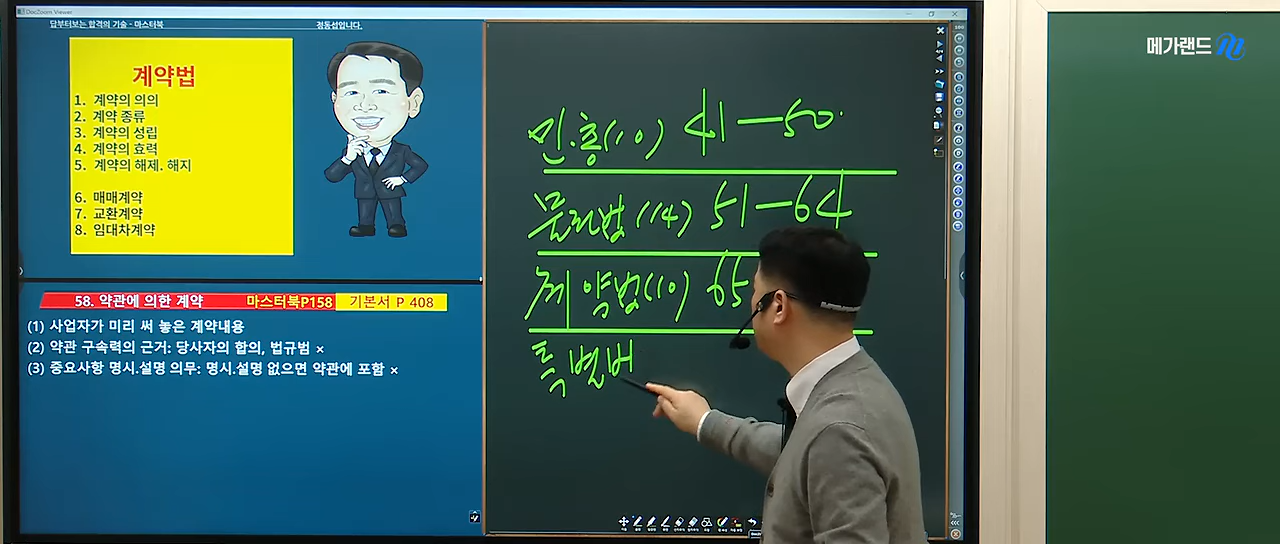 DocZoom Viewer
답부터보는 합격의 기술 - 마스터북
정동섭입니다.
계약법
1. 계약의 의의
2. 계약 종류
3. 계약의 성립
4. 계약의 효력
5. 계약의 해제. 해지
6. 매매계약
7. 교환계약
8. 임대차계약
58. 약관에 의한 계약 마스터북P158 기본서 P 408
(1) 사업자가 미리 써 놓은 계약내용
(2) 약관 구속력의 근거: 당사자의 합의, 법규범 ×
(3) 중요사항 명시.설명 의무: 명시.설명 없으면 약관에 포함 ×
민.총(10) 41-50.
물권법(14) 51-64
계약법(10) 65
특별버
메가랜드